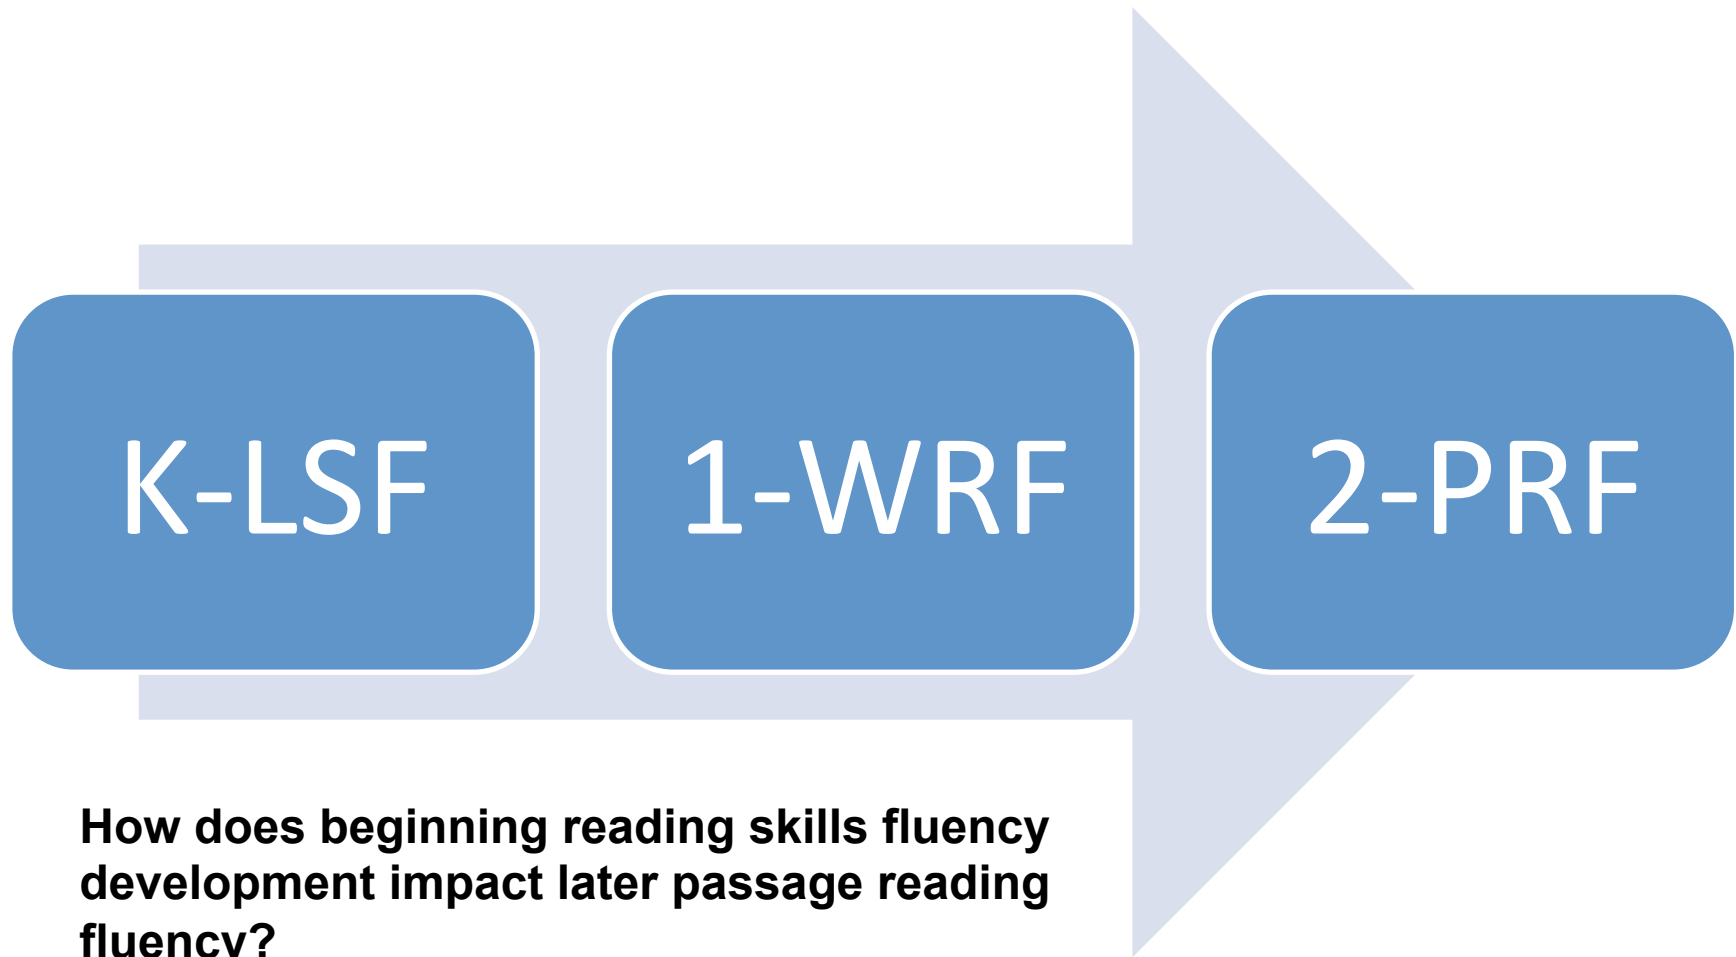 K-LSF
1-WRF
2-PRF
How does beginning reading skills fluency
development impact later passage reading
fluency?